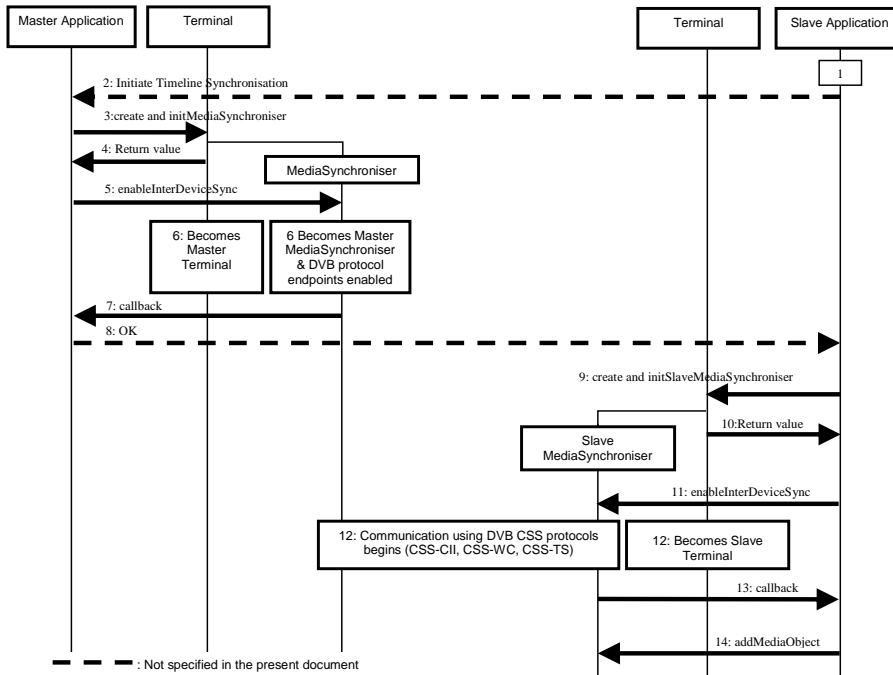 Master Application
Terminal
Terminal
Slave Application
1
2: Initiate Timeline Synchronisation
3:create and initMediaSynchroniser
4: Return value
MediaSynchroniser
5: enableInterDeviceSync
6: Becomes
Master
Terminal
6 Becomes Master
MediaSynchroniser
& DVB protocol
endpoints enabled
7: callback
8: OK
9: create and initSlaveMediaSynchroniser
10:Return value
Slave
MediaSynchroniser
11: enableInterDeviceSync
12: Communication using DVB CSS protocols
begins (CSS-CII, CSS-WC, CSS-TS)
12: Becomes Slave
Terminal
13: callback
14: addMediaObject
: Not specified in the present document